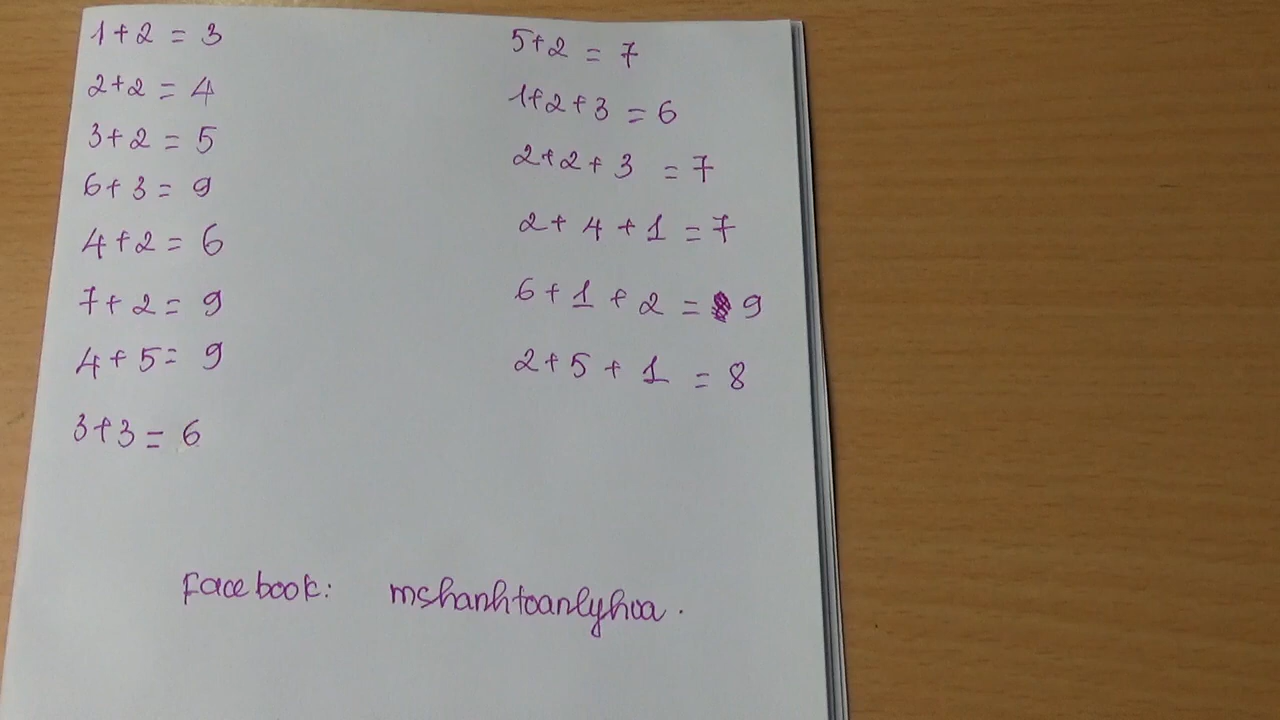 1+2 = 3
2+2 = 4
3+2 = 5
6+3 = 9
4+2 = 6
7+2 = 9
4+5= 9
3+3 = 6
5+2 = 7
1+2+3 = 6
2+2+3 = 7
2+4+1 = 7
6+1+2 = 9
2+5+1 = 8
Facebook: mshanhtoanlyhoa.